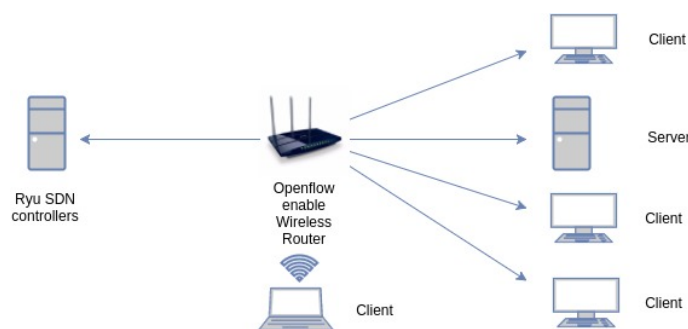 Client
Server
Ryu SDN
controllers
Openflow
enable
Wireless
Router
Client
Client
Client